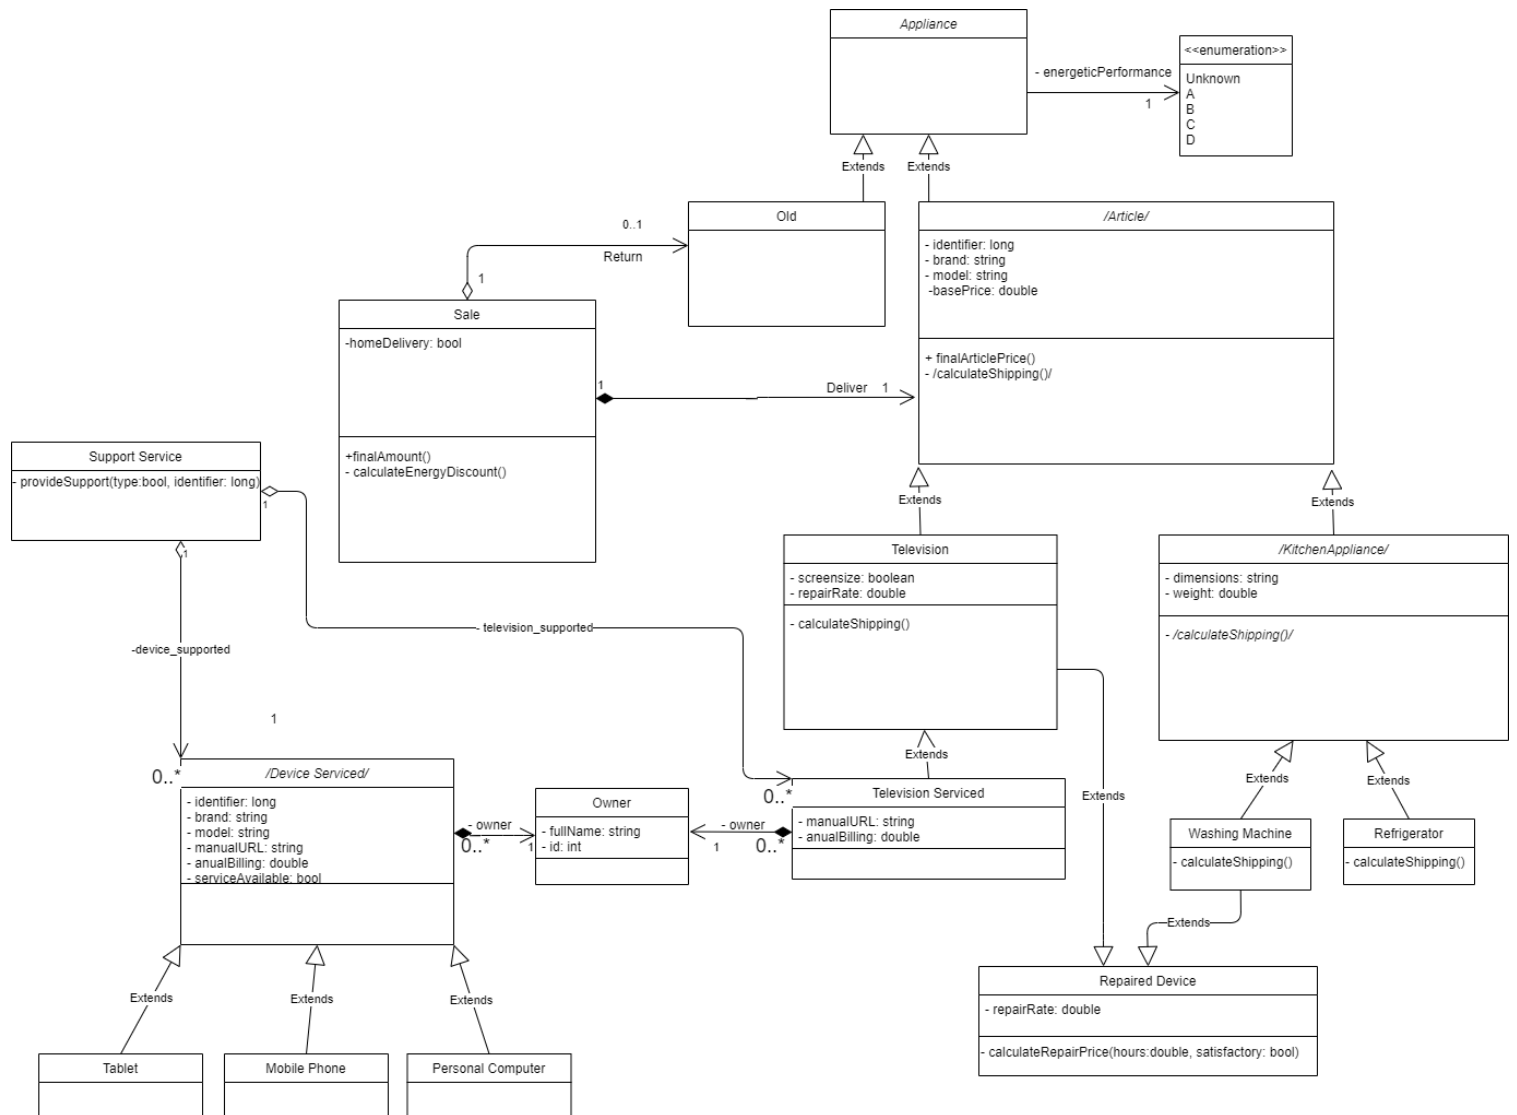 Appliance
- energeticPerformance
1
<<enumeration>>
Unknown
A
B
C
D
Extends
Extends
Old
0..1
Return
1
/Article/
- identifier: long
- brand: string
- model: string
-basePrice: double
+ finalArticlePrice()
- /calculateShipping()/
Sale
-homeDelivery: bool
+finalAmount()
- calculateEnergyDiscount()
1
Deliver
1
Support Service
- provideSupport(type:bool, identifier: long)
1
1
- television_supported
-device_supported
1
0..*
0..*
Extends
Extends
Television
- screensize: boolean
- repairRate: double
- calculateShipping()
/KitchenAppliance/
- dimensions: string
- weight: double
- /calculateShipping()/
Extends
Extends
Extends
Extends
/Device Serviced/
- identifier: long
- brand: string
- model: string
- manualURL: string
- anualBilling: double
- serviceAvailable: bool
- owner
0..*
1
Owner
- fullName: string
- id: int
- owner
1
0..*
Television Serviced
- manualURL: string
- anualBilling: double
Washing Machine
- calculateShipping()
Refrigerator
- calculateShipping()
Extends
Repaired Device
- repairRate: double
- calculateRepairPrice(hours:double, satisfactory: bool)
Extends
Extends
Extends
Tablet
Mobile Phone
Personal Computer